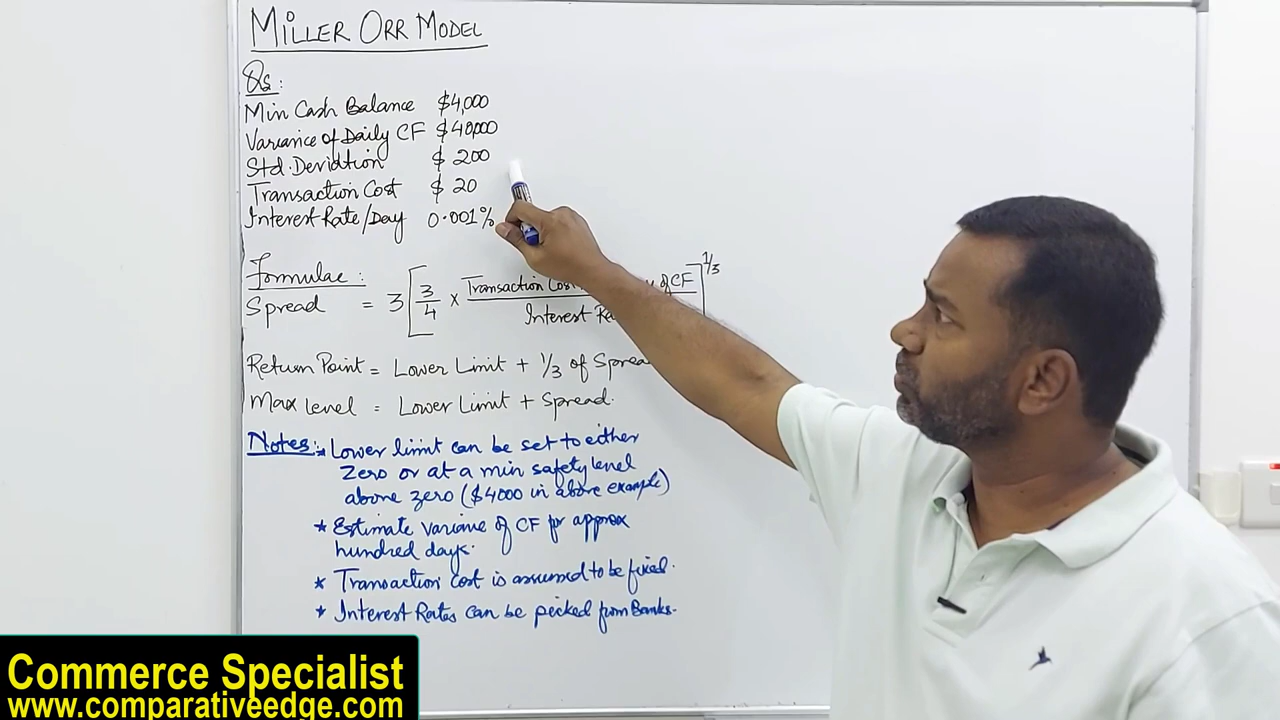 MILLER ORR MODEL
Qs:
Min Cash Balance $4,000
Variance of Daily CF $40,000
Std. Devidtion $ 200
Transaction Cost $ 20
Interest Rate/Day 0.001%
Formulae:
Spread = 3 [ 3/4 x Transaction Cost of CF / Interest ] 1/3
Return Point = Lower Limit + 1/3 of Spread
Max level = Lower Limit + Spread.
Notes:- * Lower limit can be set to either
Zero or at a min safety level
above zero ($4000 in above example)
* Estimate variance of CF for approx
hundred days.
* Transaction cost is assumed to be fixed.
* Interest Rates can be picked from Banks.
Commerce Specialist
www.comparativeedge.com